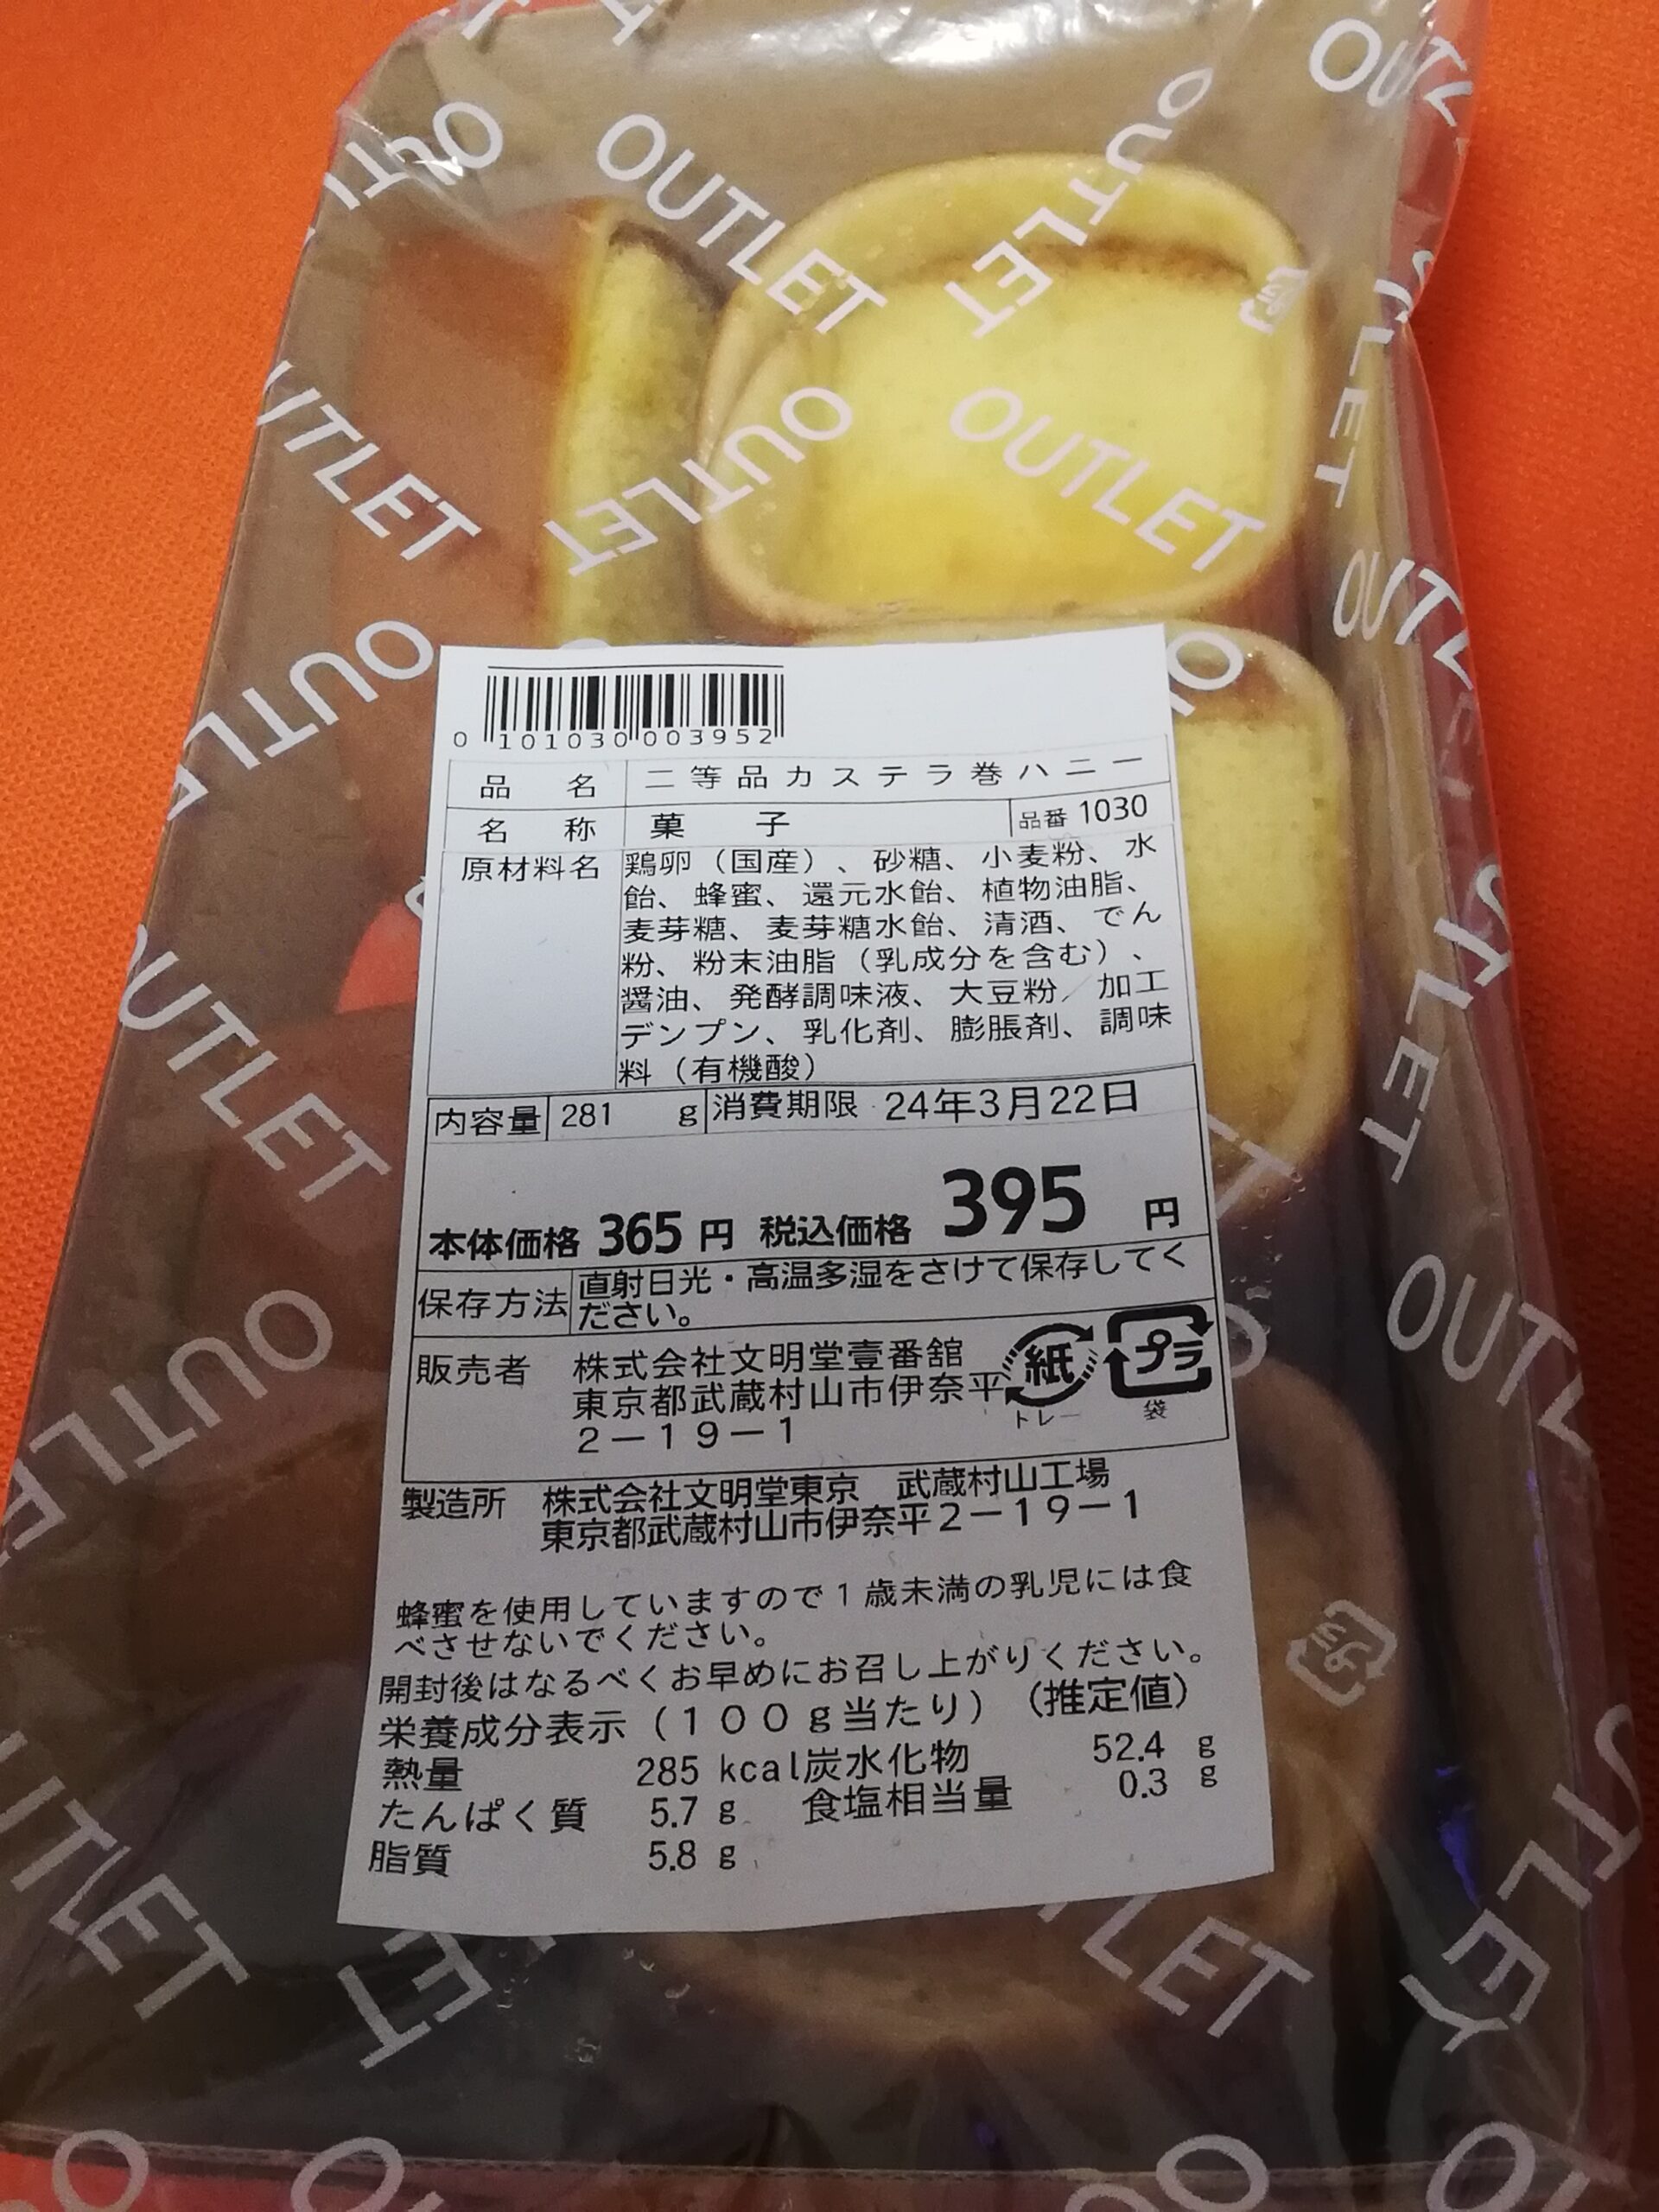 OUTLET
OUTLET
OUTLET
OUTLET
OUTLET
OUTLET
OUTLET
OUTLET
0 101030 003952
品名 二等品カステラ巻ハニー
名称 菓子 品番 1030
原材料名 鶏卵（国産）、砂糖、小麦粉、水
飴、蜂蜜、還元水飴、植物油脂、
麦芽糖、麦芽糖水飴、清酒、でん
粉、粉末油脂（乳成分を含む）、
醤油、発酵調味液、大豆粉／加工
デンプン、乳化剤、膨脹剤、調味
料（有機酸）
内容量 281 g 消費期限 24年3月22日
本体価格 365 円 税込価格 395 円
保存方法 直射日光・高温多湿をさけて保存してく
ださい。
販売者 株式会社文明堂壹番舘
東京都武蔵村山市伊奈平
2－19－1
紙 プラ
トレー 袋
製造所 株式会社文明堂東京 武蔵村山工場
東京都武蔵村山市伊奈平2－19－1
蜂蜜を使用していますので1歳未満の乳児には食
べさせないでください。
開封後はなるべくお早めにお召し上がりください。
栄養成分表示（100g当たり）（推定値）
熱量 285 kcal 炭水化物 52.4 g
たんぱく質 5.7 g 食塩相当量 0.3 g
脂質 5.8 g